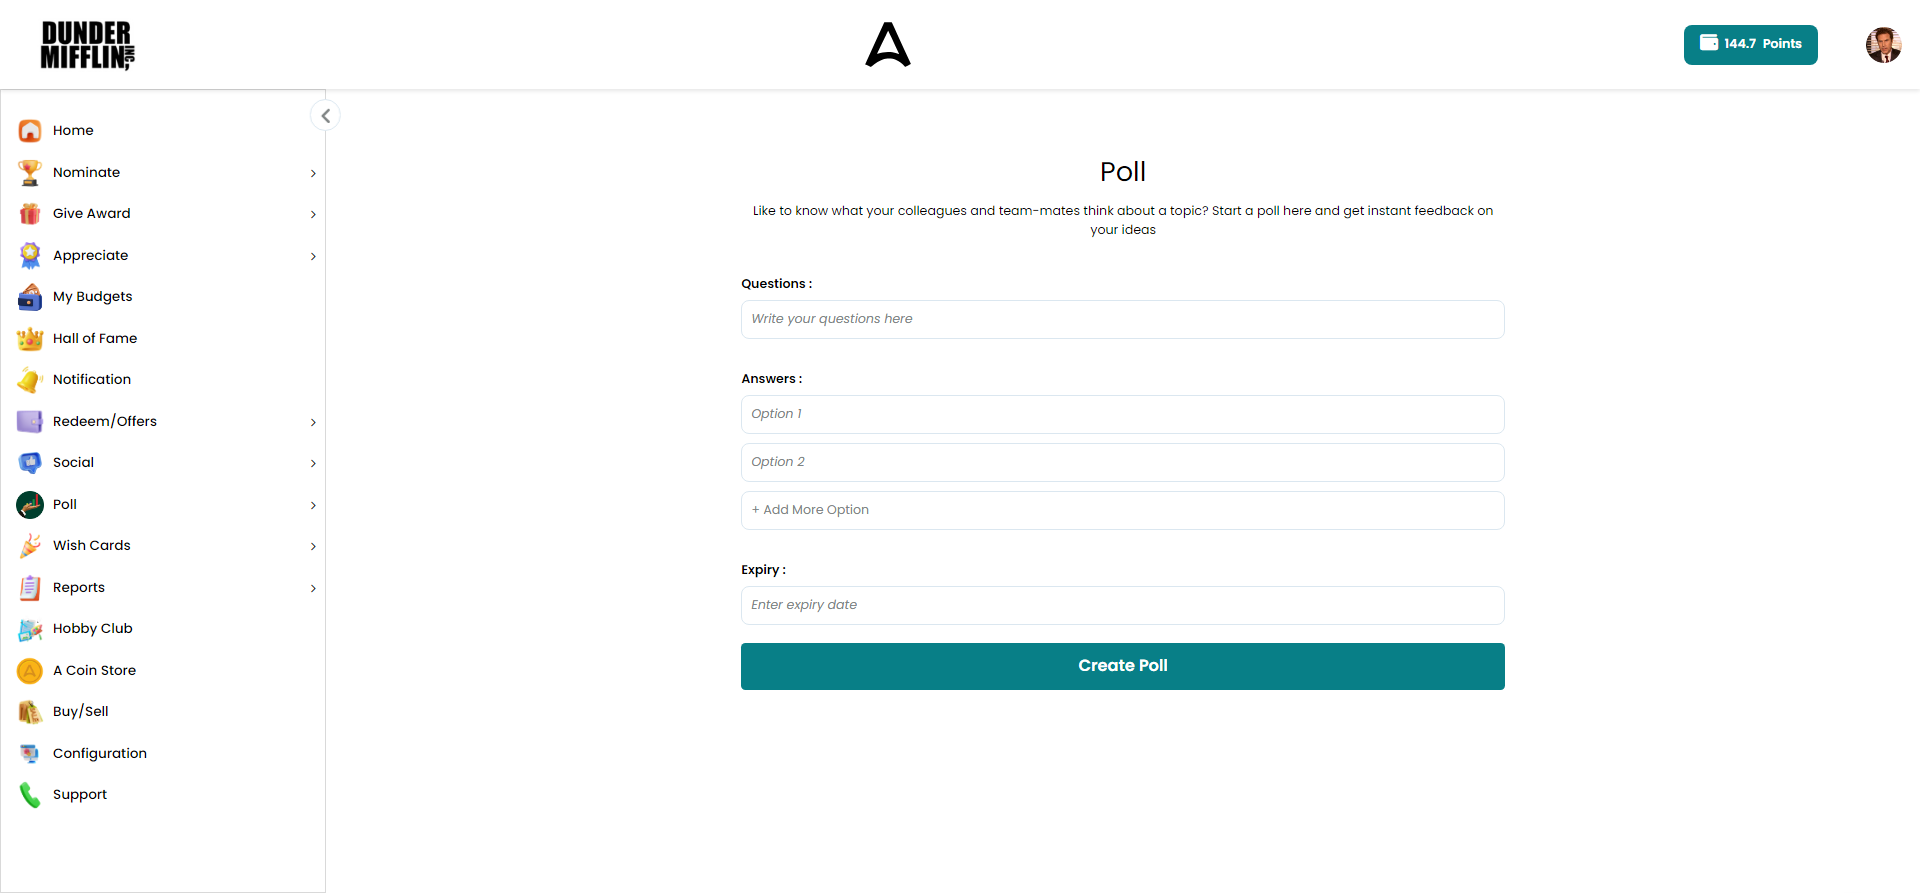 DUNDER
MIFFLIN, INC
144.7 Points
Home
Nominate
Give Award
Appreciate
My Budgets
Hall of Fame
Notification
Redeem/Offers
Social
Poll
Wish Cards
Reports
Hobby Club
A Coin Store
Buy/Sell
Configuration
Support
Poll
Like to know what your colleagues and team-mates think about a topic? Start a poll here and get instant feedback on
your ideas
Questions :
Write your questions here
Answers :
Option 1
Option 2
+ Add More Option
Expiry :
Enter expiry date
Create Poll